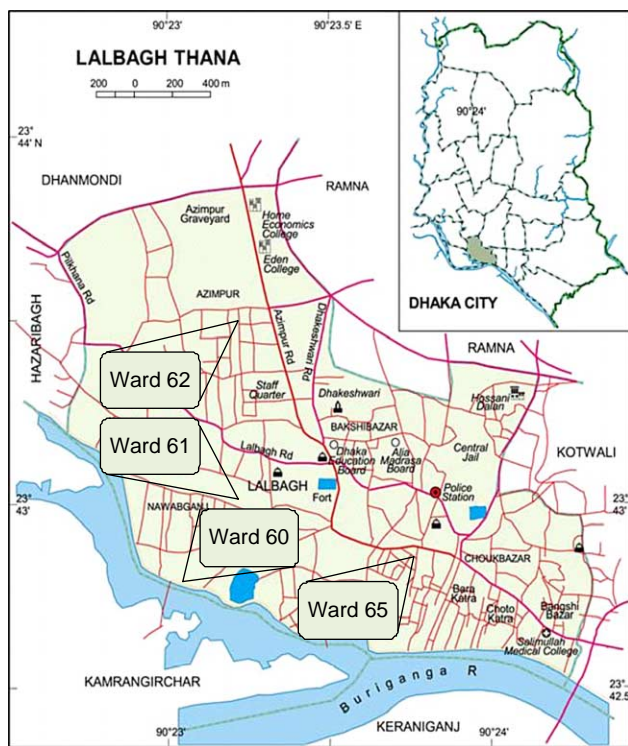 90°23'
90°23.5' E
LALBAGH THANA
200 0 200 400 m
23°
44' N
DHANMONDI
RAMNA
Azimpur
Graveyard
Home
Economics
College
Eden
College
Pilkhana Rd
AZIMPUR
HAZARIBAGH
Azimpur Rd
Dhakeshwari Rd
90°24'
DHAKA CITY
RAMNA
Ward 62
Staff
Quarter
Dhakeshwari
Hossani
Dalan
BAKSHIBAZAR
Ward 61
Lalbagh Rd
Dhaka
Education
Board
Alia
Madrasa
Board
Central
Jail
KOTWALI
LALBAGH
Fort
Police
Station
23°
43'
23°
43'
NAWABGANJ
Ward 60
CHOUKBAZAR
Ward 65
Bara
Katra
Choto
Katra
Bangshi
Bazar
Salimullah
Medical College
KAMRANGIRCHAR
Buriganga R
KERANIGANJ
23°
42.5'
90°23'
90°24'